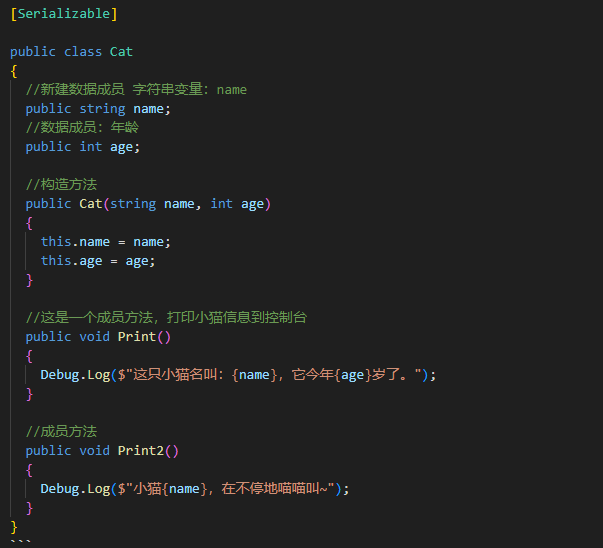 [Serializable]
public class Cat
{
//新建数据成员 字符串变量：name
public string name;
//数据成员：年龄
public int age;
//构造方法
public Cat(string name, int age)
{
this.name = name;
this.age = age;
}
//这是一个成员方法，打印小猫信息到控制台
public void Print()
{
Debug.Log($"这只小猫名叫：{name}，它今年{age}岁了。");
}
//成员方法
public void Print2()
{
Debug.Log($"小猫{name}，在不停地喵喵叫~");
}
}
```